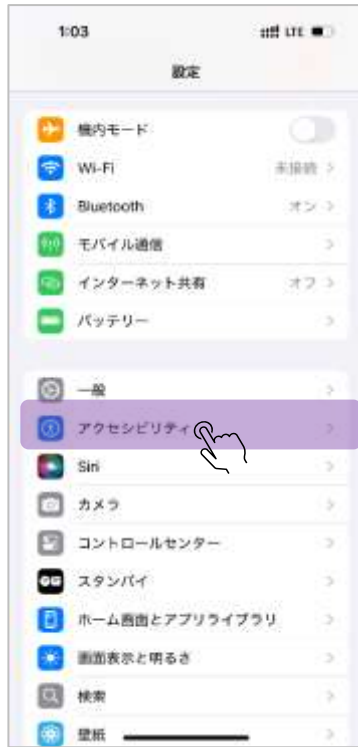 1:03 LTE
設定
機内モード
Wi-Fi 未接続
Bluetooth オン
モバイル通信
インターネット共有 オフ
バッテリー
一般
アクセシビリティ
Siri
カメラ
コントロールセンター
スタンバイ
ホーム画面とアプリライブラリ
画面表示と明るさ
検索
壁紙